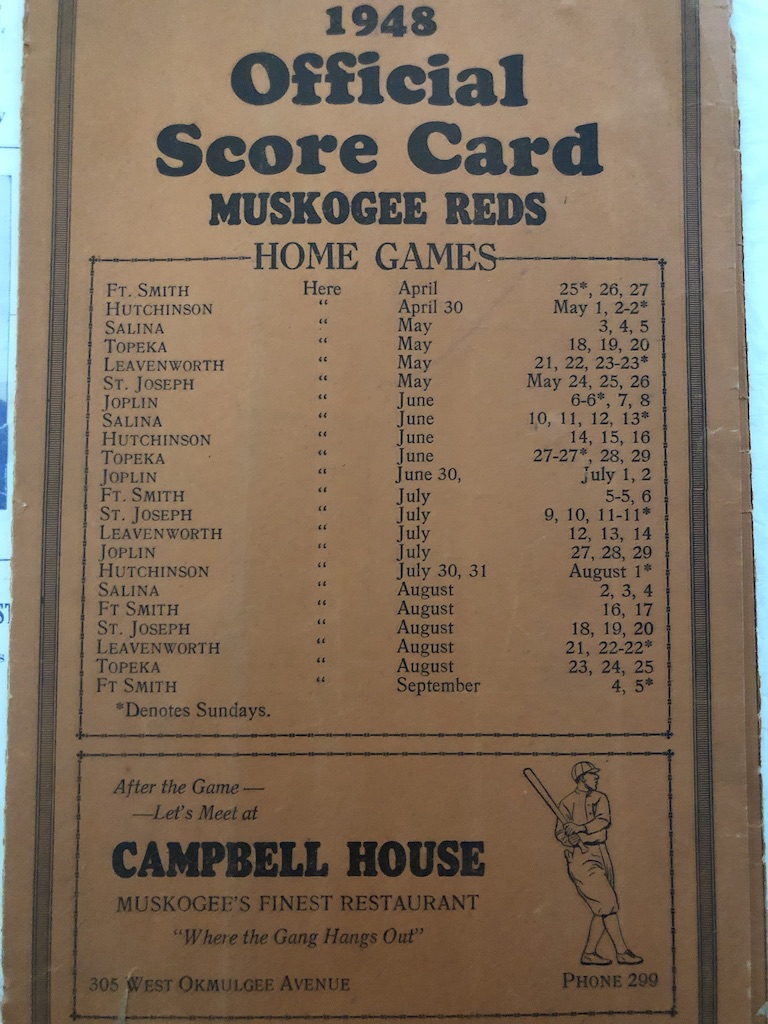 1948
Official
Score Card
MUSKOGEE REDS
HOME GAMES
FT. SMITH Here April 25*, 26, 27
HUTCHINSON “ April 30 May 1, 2-2*
SALINA “ May 3, 4, 5
TOPEKA “ May 18, 19, 20
LEAVENWORTH “ May 21, 22, 23-23*
ST. JOSEPH “ May May 24, 25, 26
JOPLIN “ June 6-6*, 7, 8
SALINA “ June 10, 11, 12, 13*
HUTCHINSON “ June 14, 15, 16
TOPEKA “ June 27-27*, 28, 29
JOPLIN “ June 30, July 1, 2
FT. SMITH “ July 5-5, 6
ST. JOSEPH “ July 9, 10, 11-11*
LEAVENWORTH “ July 12, 13, 14
JOPLIN “ July 27, 28, 29
HUTCHINSON “ July 30, 31 August 1*
SALINA “ August 2, 3, 4
FT SMITH “ August 16, 17
ST. JOSEPH “ August 18, 19, 20
LEAVENWORTH “ August 21, 22-22*
TOPEKA “ August 23, 24, 25
FT SMITH “ September 4, 5*
*Denotes Sundays.
After the Game —
—Let's Meet at
CAMPBELL HOUSE
MUSKOGEE'S FINEST RESTAURANT
“Where the Gang Hangs Out”
305 WEST OKMULGEE AVENUE PHONE 299